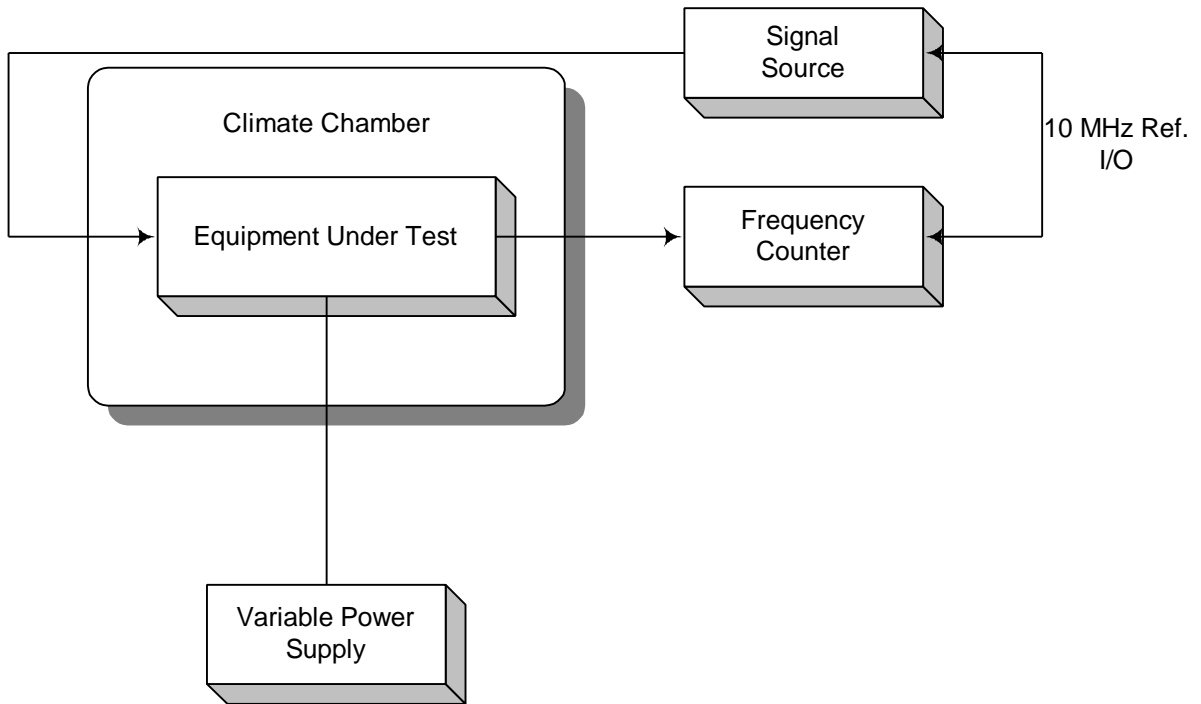 Signal
Source
Climate Chamber
10 MHz Ref.
I/O
Equipment Under Test
Frequency
Counter
Variable Power
Supply